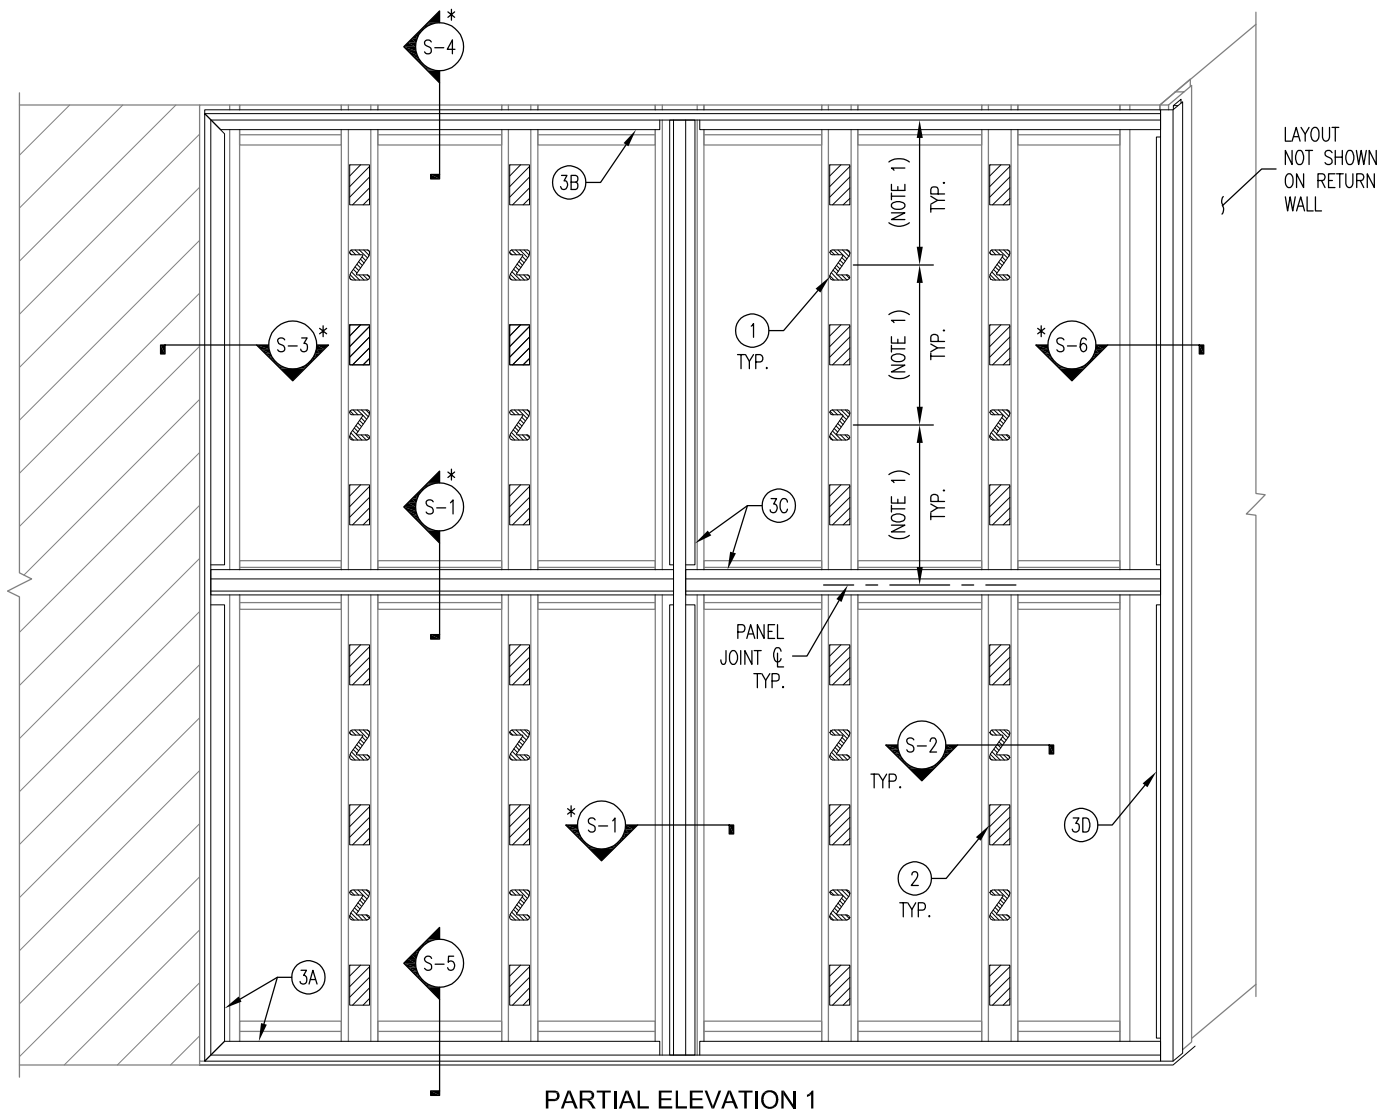 S-4 *
LAYOUT
NOT SHOWN
ON RETURN
WALL
3B
(NOTE 1)
TYP.
1
TYP.
S-3 *
(NOTE 1)
TYP.
* S-6
S-1 *
3C
(NOTE 1)
TYP.
PANEL
JOINT ℄
TYP.
S-2
TYP.
* S-1
3D
2
TYP.
S-5
3A
PARTIAL ELEVATION 1